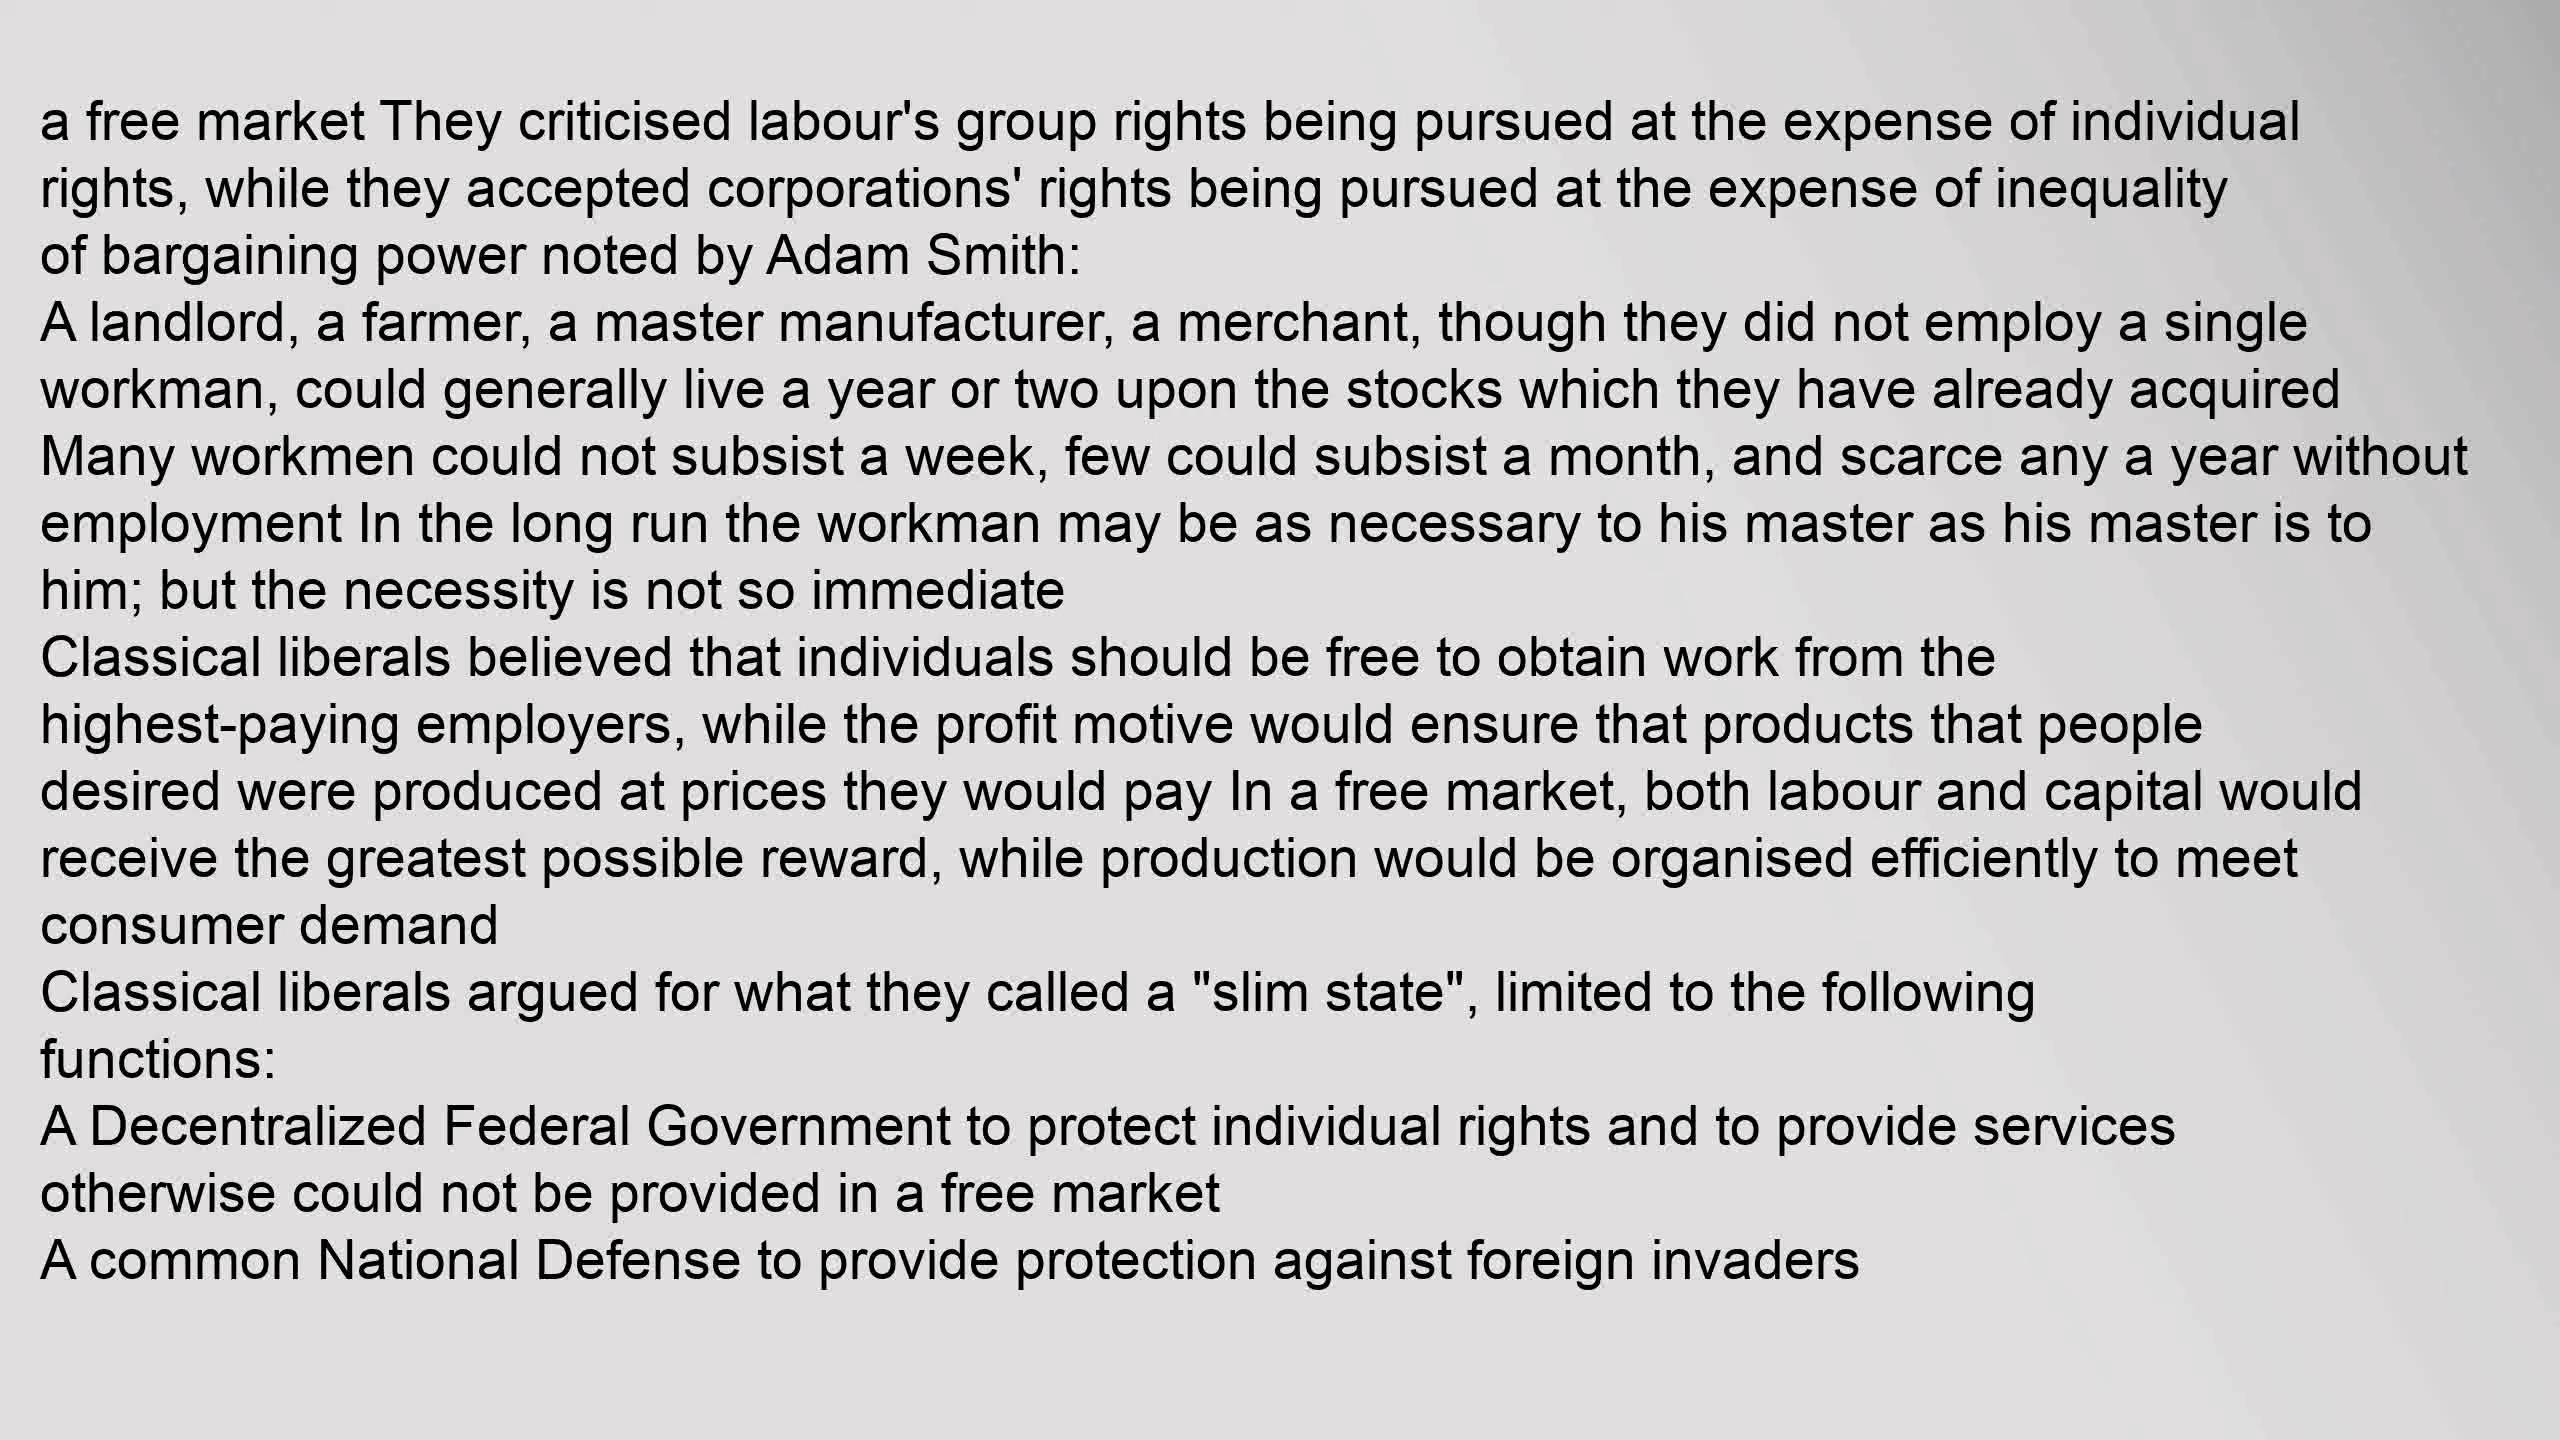 a free market They criticised labour's group rights being pursued at the expense of individual
rights, while they accepted corporations' rights being pursued at the expense of inequality
of bargaining power noted by Adam Smith:
A landlord, a farmer, a master manufacturer, a merchant, though they did not employ a single
workman, could generally live a year or two upon the stocks which they have already acquired
Many workmen could not subsist a week, few could subsist a month, and scarce any a year without
employment In the long run the workman may be as necessary to his master as his master is to
him; but the necessity is not so immediate
Classical liberals believed that individuals should be free to obtain work from the
highest-paying employers, while the profit motive would ensure that products that people
desired were produced at prices they would pay In a free market, both labour and capital would
receive the greatest possible reward, while production would be organised efficiently to meet
consumer demand
Classical liberals argued for what they called a "slim state", limited to the following
functions:
A Decentralized Federal Government to protect individual rights and to provide services
otherwise could not be provided in a free market
A common National Defense to provide protection against foreign invaders